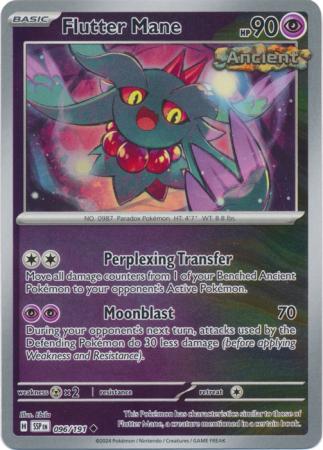 BASIC
Flutter Mane
HP 90
Ancient
NO. 0987 Paradox Pokémon HT: 4'7" WT: 8.8 lbs.
Perplexing Transfer
Move all damage counters from 1 of your Benched Ancient
Pokémon to your opponent's Active Pokémon.
Moonblast 70
During your opponent's next turn, attacks used by the
Defending Pokémon do 30 less damage (before applying
Weakness and Resistance).
weakness ×2 resistance retreat
Illus. Ebila
H SSP EN 096/191
This Pokémon has characteristics similar to those of
Flutter Mane, a creature mentioned in a certain book.
©2024 Pokémon / Nintendo / Creatures / GAME FREAK